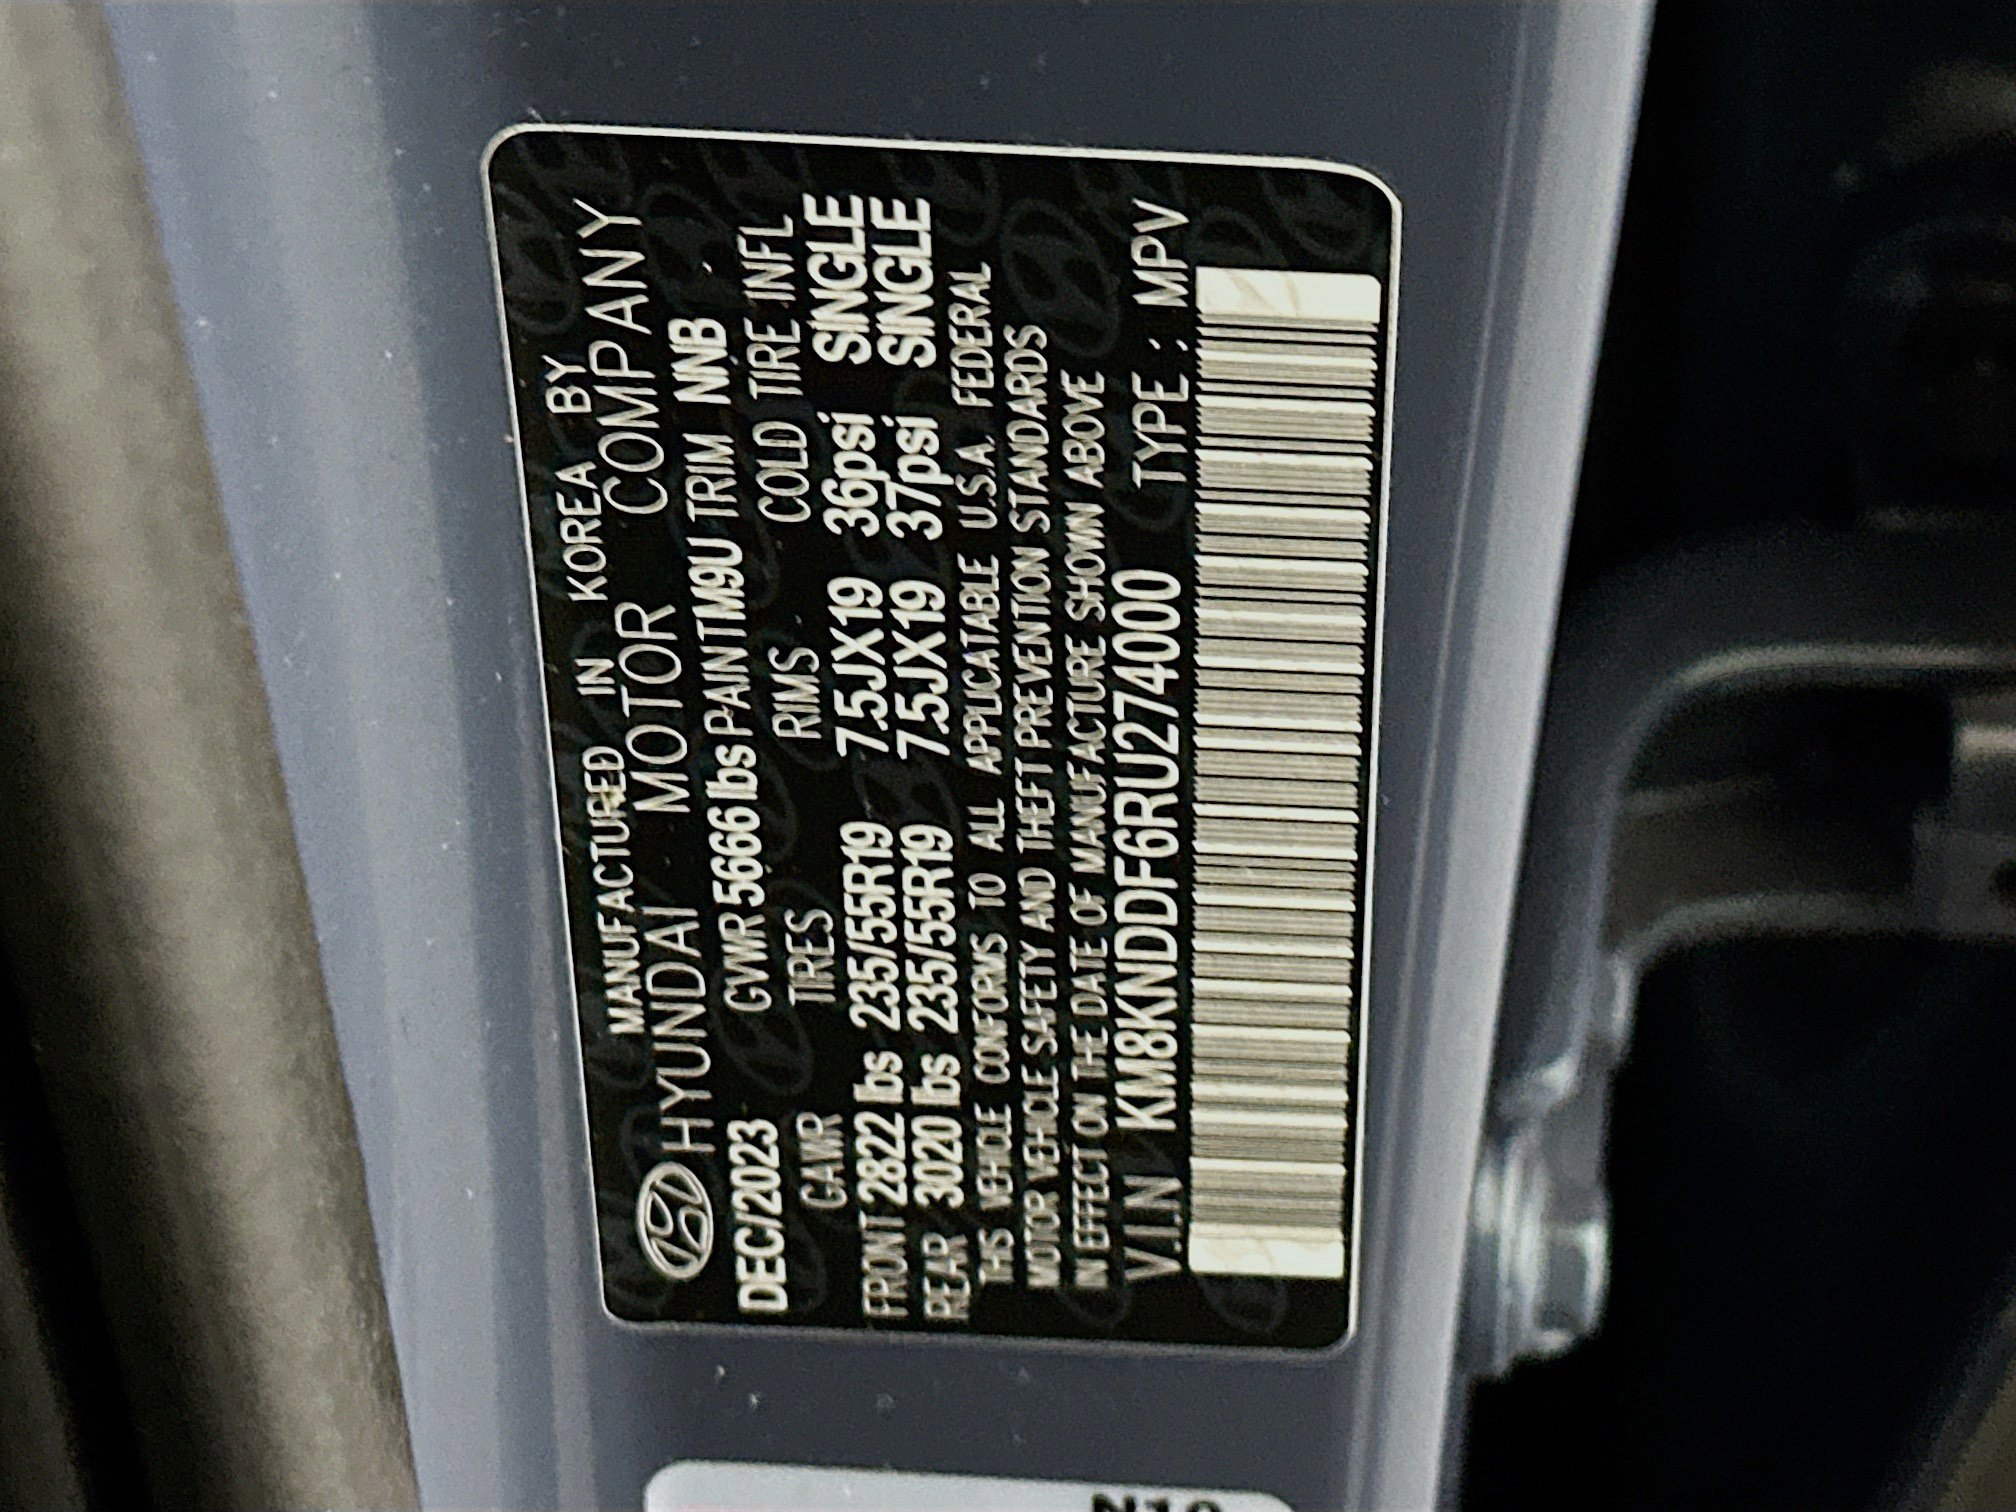 MANUFACTURED IN KOREA BY
HYUNDAI MOTOR COMPANY
DEC/2023 GVWR 5666 lbs PAINT M9U TRIM NNB
GAWR TIRES RIMS COLD TIRE INFL
FRONT 2822 lbs 235/55R19 7.5JX19 36psi SINGLE
REAR 3020 lbs 235/55R19 7.5JX19 37psi SINGLE
THIS VEHICLE CONFORMS TO ALL APPLICATABLE U.S.A. FEDERAL
MOTOR VEHICLE SAFETY AND THEFT PREVENTION STANDARDS
IN EFFECT ON THE DATE OF MANUFACTURE SHOWN ABOVE
V.I.N KM8KNDDF6RU274000 TYPE : MPV